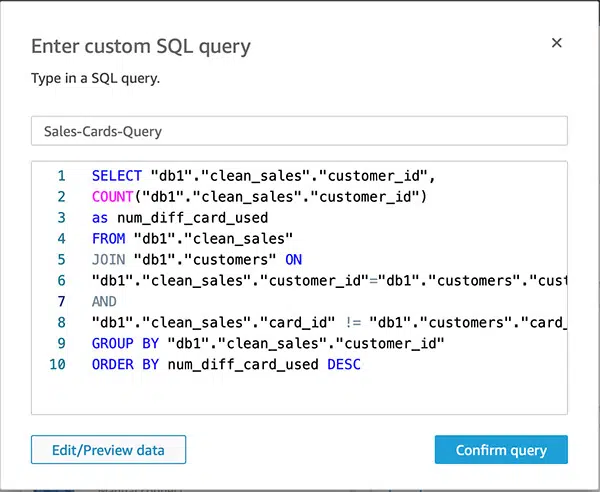 Enter custom SQL query
Type in a SQL query.
Sales-Cards-Query
1 SELECT "db1"."clean_sales"."customer_id",
2 COUNT("db1"."clean_sales"."customer_id")
3 as num_diff_card_used
4 FROM "db1"."clean_sales"
5 JOIN "db1"."customers" ON
6 "db1"."clean_sales"."customer_id"="db1"."customers"."cust
7 AND
8 "db1"."clean_sales"."card_id" != "db1"."customers"."card_
9 GROUP BY "db1"."clean_sales"."customer_id"
10 ORDER BY num_diff_card_used DESC
Edit/Preview data
Confirm query